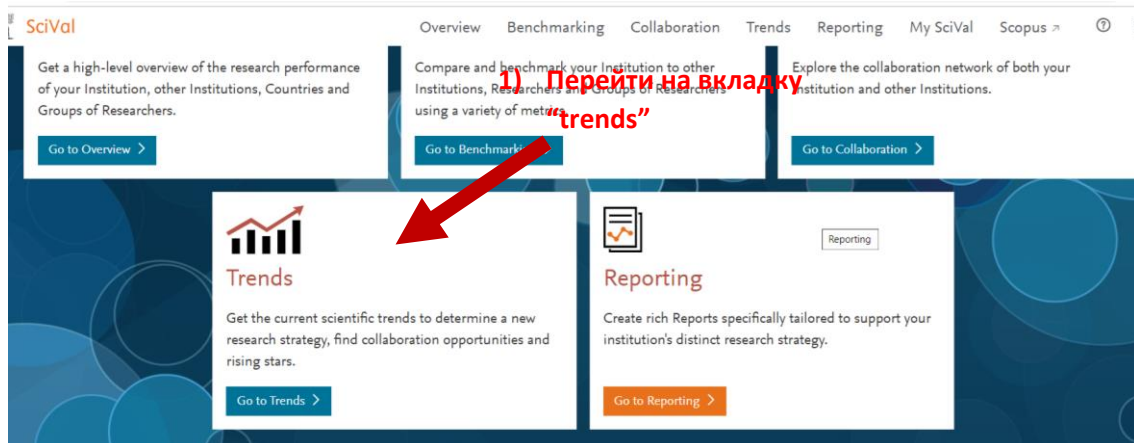 SciVal
Overview Benchmarking Collaboration Trends Reporting My SciVal Scopus ↗ ?
Get a high-level overview of the research performance
of your Institution, other Institutions, Countries and
Groups of Researchers.
Go to Overview >
Compare and benchmark your Institution to other
Institutions, Researchers and Groups of Researchers
using a variety of metrics.
Go to Benchmarking >
Explore the collaboration network of both your
Institution and other Institutions.
Go to Collaboration >
1) Перейти на вкладку
“trends”
Trends
Get the current scientific trends to determine a new
research strategy, find collaboration opportunities and
rising stars.
Go to Trends >
Reporting
Reporting
Create rich Reports specifically tailored to support your
institution's distinct research strategy.
Go to Reporting >